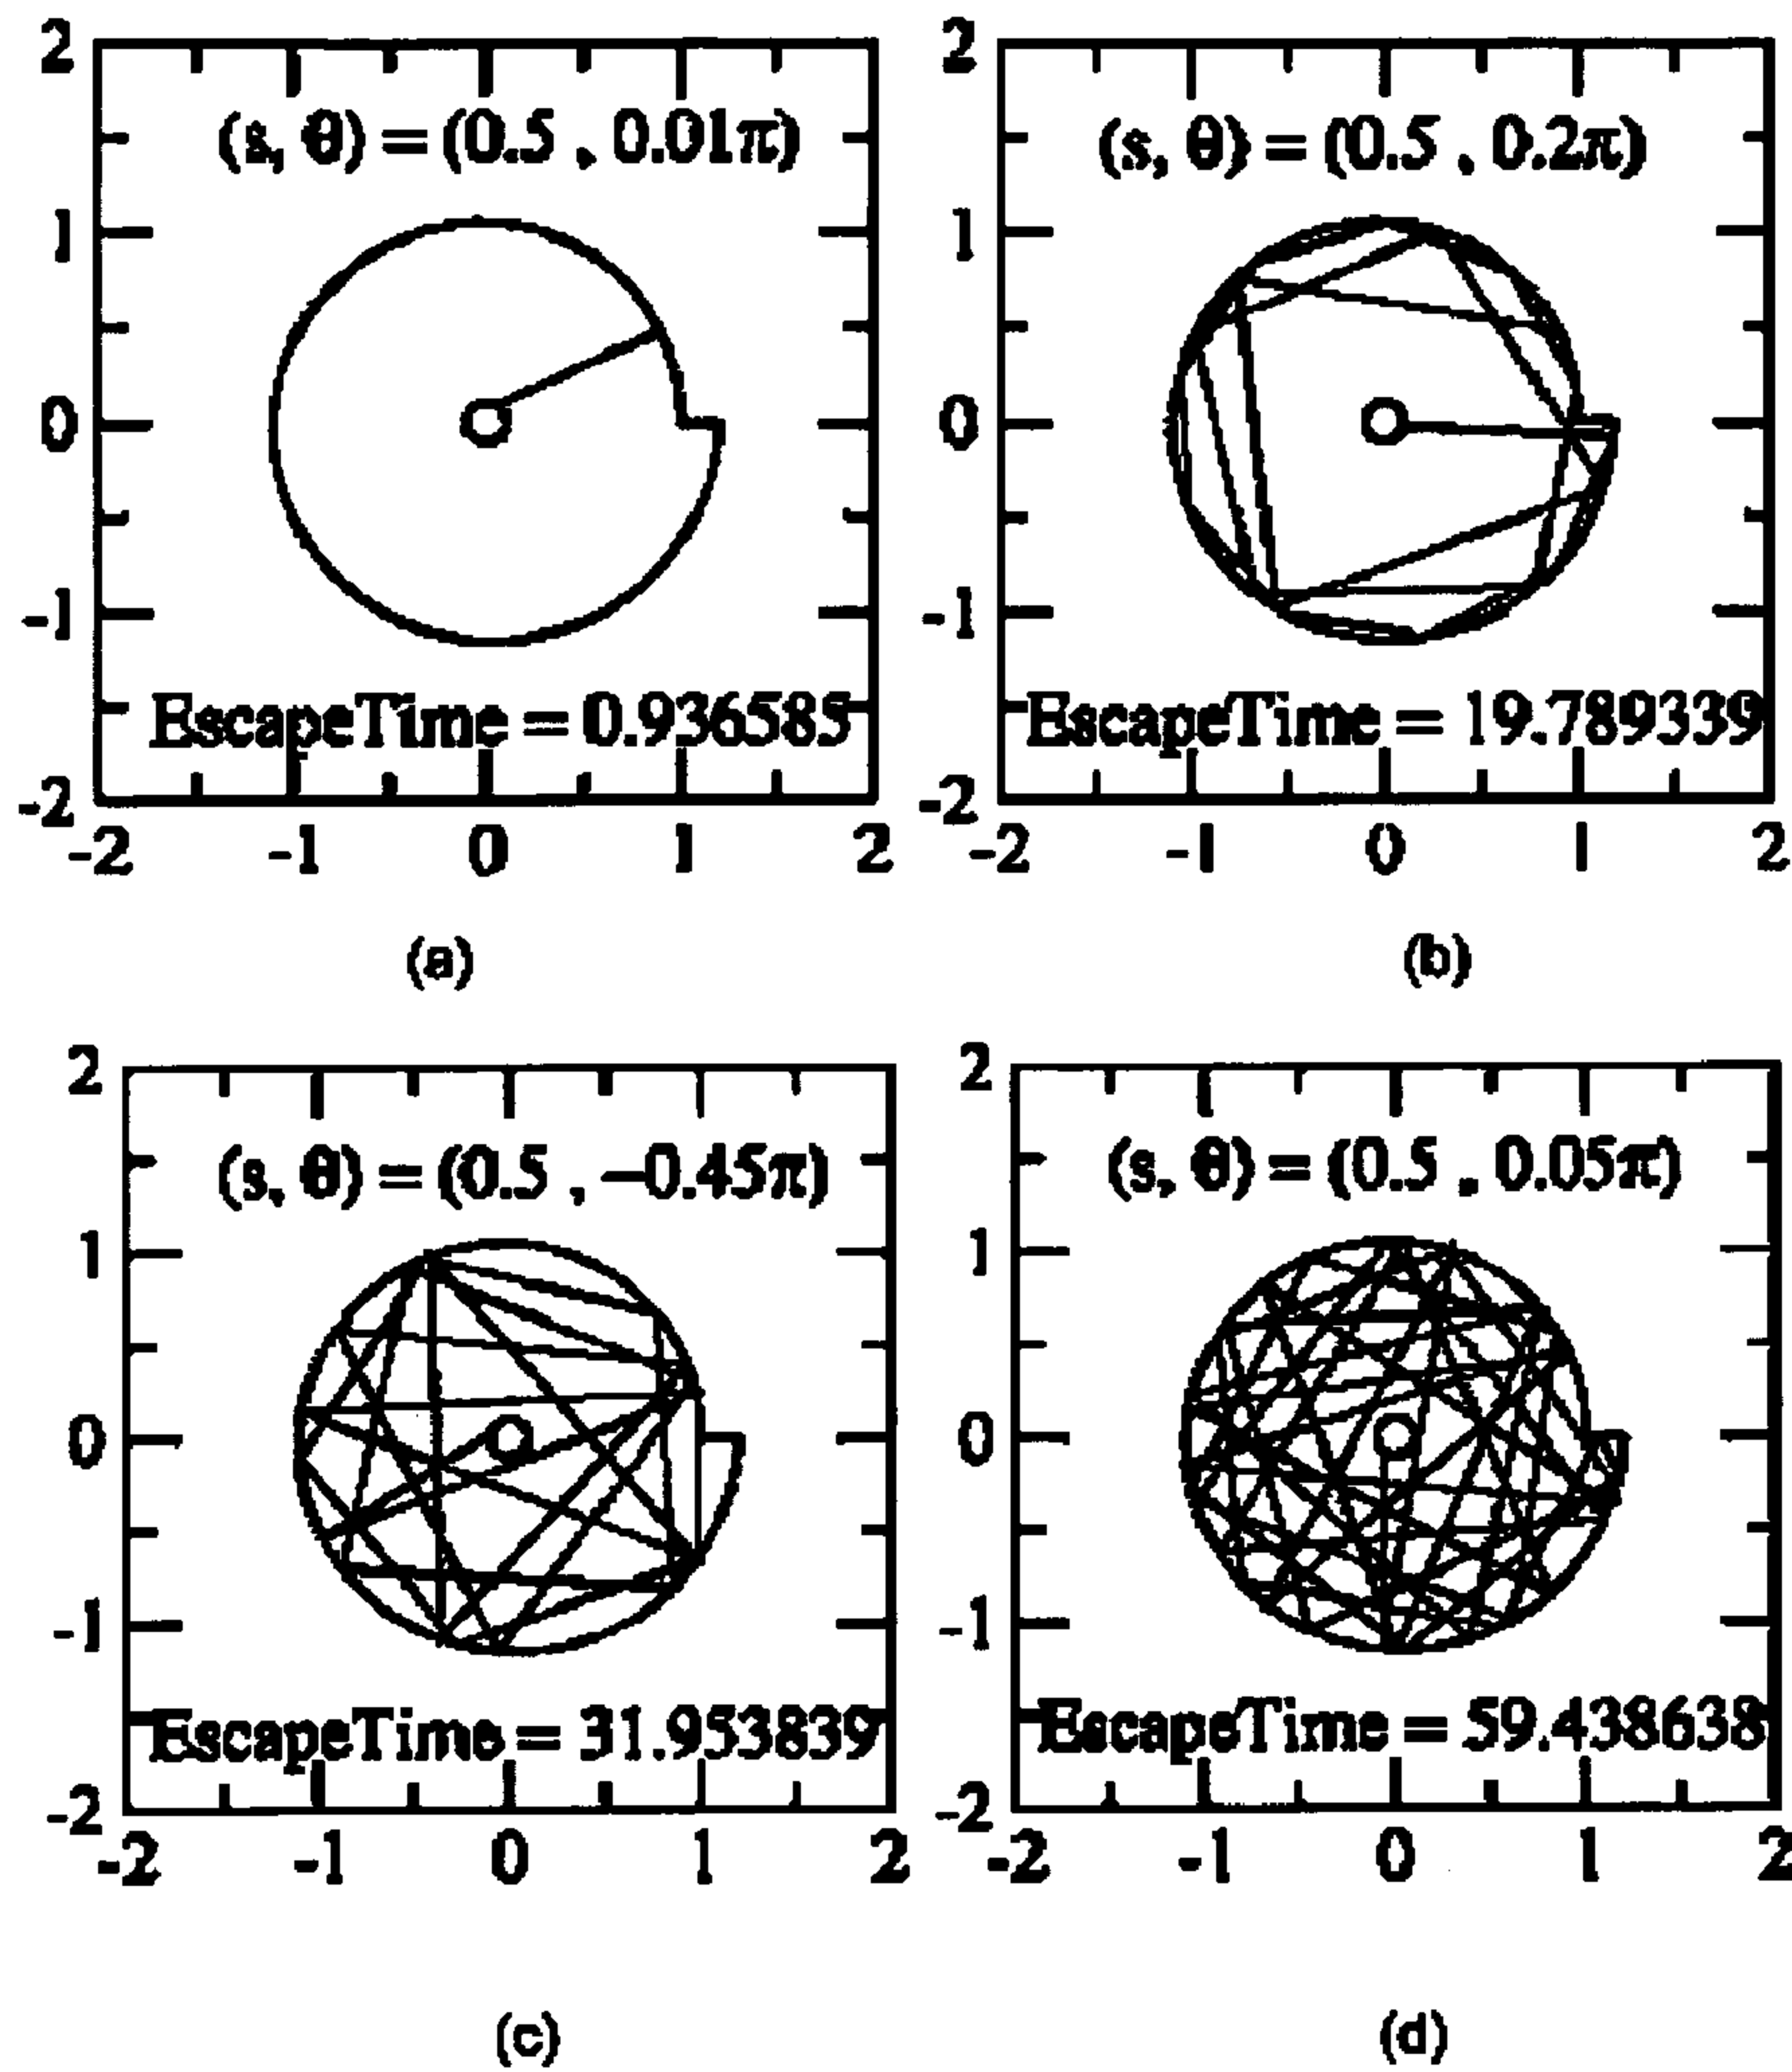 2
(s, θ) = (0.5 , 0.01π)
1
0
-1
EscapeTime = 0.936585
-2
-2 -1 0 1 2
(a)
2
(s, θ) = (0.5 , 0.2π)
1
0
-1
EscapeTime = 19.789339
-2
-2 -1 0 1 2
(b)
2
(s, θ) = (0.5 , −0.45π)
1
0
-1
EscapeTime = 31.953839
-2
-2 -1 0 1 2
(c)
2
(s, θ) = (0.5 , 0.05π)
1
0
-1
EscapeTime = 59.438638
-2
-2 -1 0 1 2
(d)